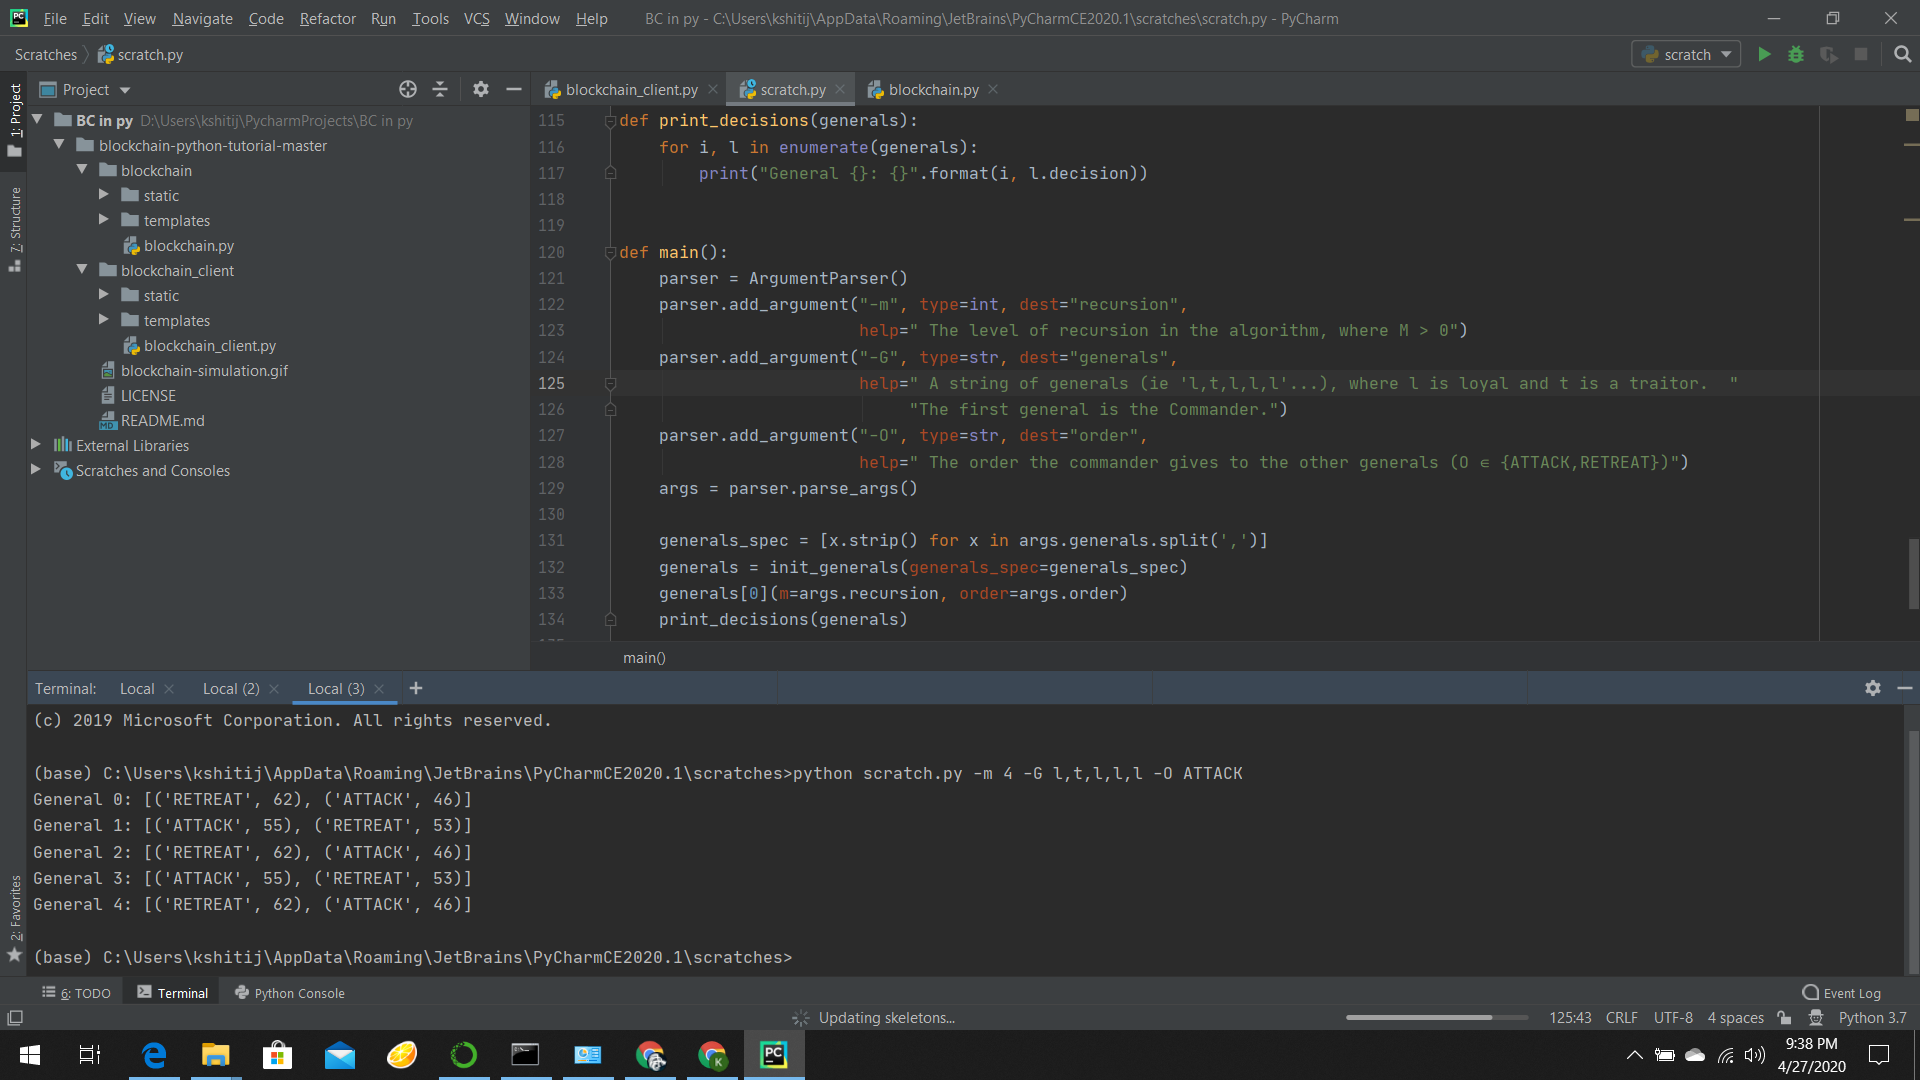 File Edit View Navigate Code Refactor Run Tools VCS Window Help BC in py - C:\Users\kshitij\AppData\Roaming\JetBrains\PyCharmCE2020.1\scratches\scratch.py - PyCharm
Scratches scratch.py scratch
1: Project
7: Structure
2: Favorites
Project
BC in py D:\Users\kshitij\PycharmProjects\BC in py
blockchain-python-tutorial-master
blockchain
static
templates
blockchain.py
blockchain_client
static
templates
blockchain_client.py
blockchain-simulation.gif
LICENSE
README.md
External Libraries
Scratches and Consoles
blockchain_client.py scratch.py blockchain.py
115 def print_decisions(generals):
116     for i, l in enumerate(generals):
117         print("General {}: {}".format(i, l.decision))
118
119
120 def main():
121     parser = ArgumentParser()
122     parser.add_argument("-m", type=int, dest="recursion",
123                         help=" The level of recursion in the algorithm, where M > 0")
124     parser.add_argument("-G", type=str, dest="generals",
125                         help=" A string of generals (ie 'l,t,l,l,l'...), where l is loyal and t is a traitor.  "
126                              "The first general is the Commander.")
127     parser.add_argument("-O", type=str, dest="order",
128                         help=" The order the commander gives to the other generals (O ∈ {ATTACK,RETREAT})")
129     args = parser.parse_args()
130
131     generals_spec = [x.strip() for x in args.generals.split(',')]
132     generals = init_generals(generals_spec=generals_spec)
133     generals[0](m=args.recursion, order=args.order)
134     print_decisions(generals)
main()
Terminal: Local Local (2) Local (3)
(c) 2019 Microsoft Corporation. All rights reserved.
(base) C:\Users\kshitij\AppData\Roaming\JetBrains\PyCharmCE2020.1\scratches>python scratch.py -m 4 -G l,t,l,l,l -O ATTACK
General 0: [('RETREAT', 62), ('ATTACK', 46)]
General 1: [('ATTACK', 55), ('RETREAT', 53)]
General 2: [('RETREAT', 62), ('ATTACK', 46)]
General 3: [('ATTACK', 55), ('RETREAT', 53)]
General 4: [('RETREAT', 62), ('ATTACK', 46)]
(base) C:\Users\kshitij\AppData\Roaming\JetBrains\PyCharmCE2020.1\scratches>
6: TODO Terminal Python Console Event Log
Updating skeletons... 125:43 CRLF UTF-8 4 spaces Python 3.7
9:38 PM
4/27/2020